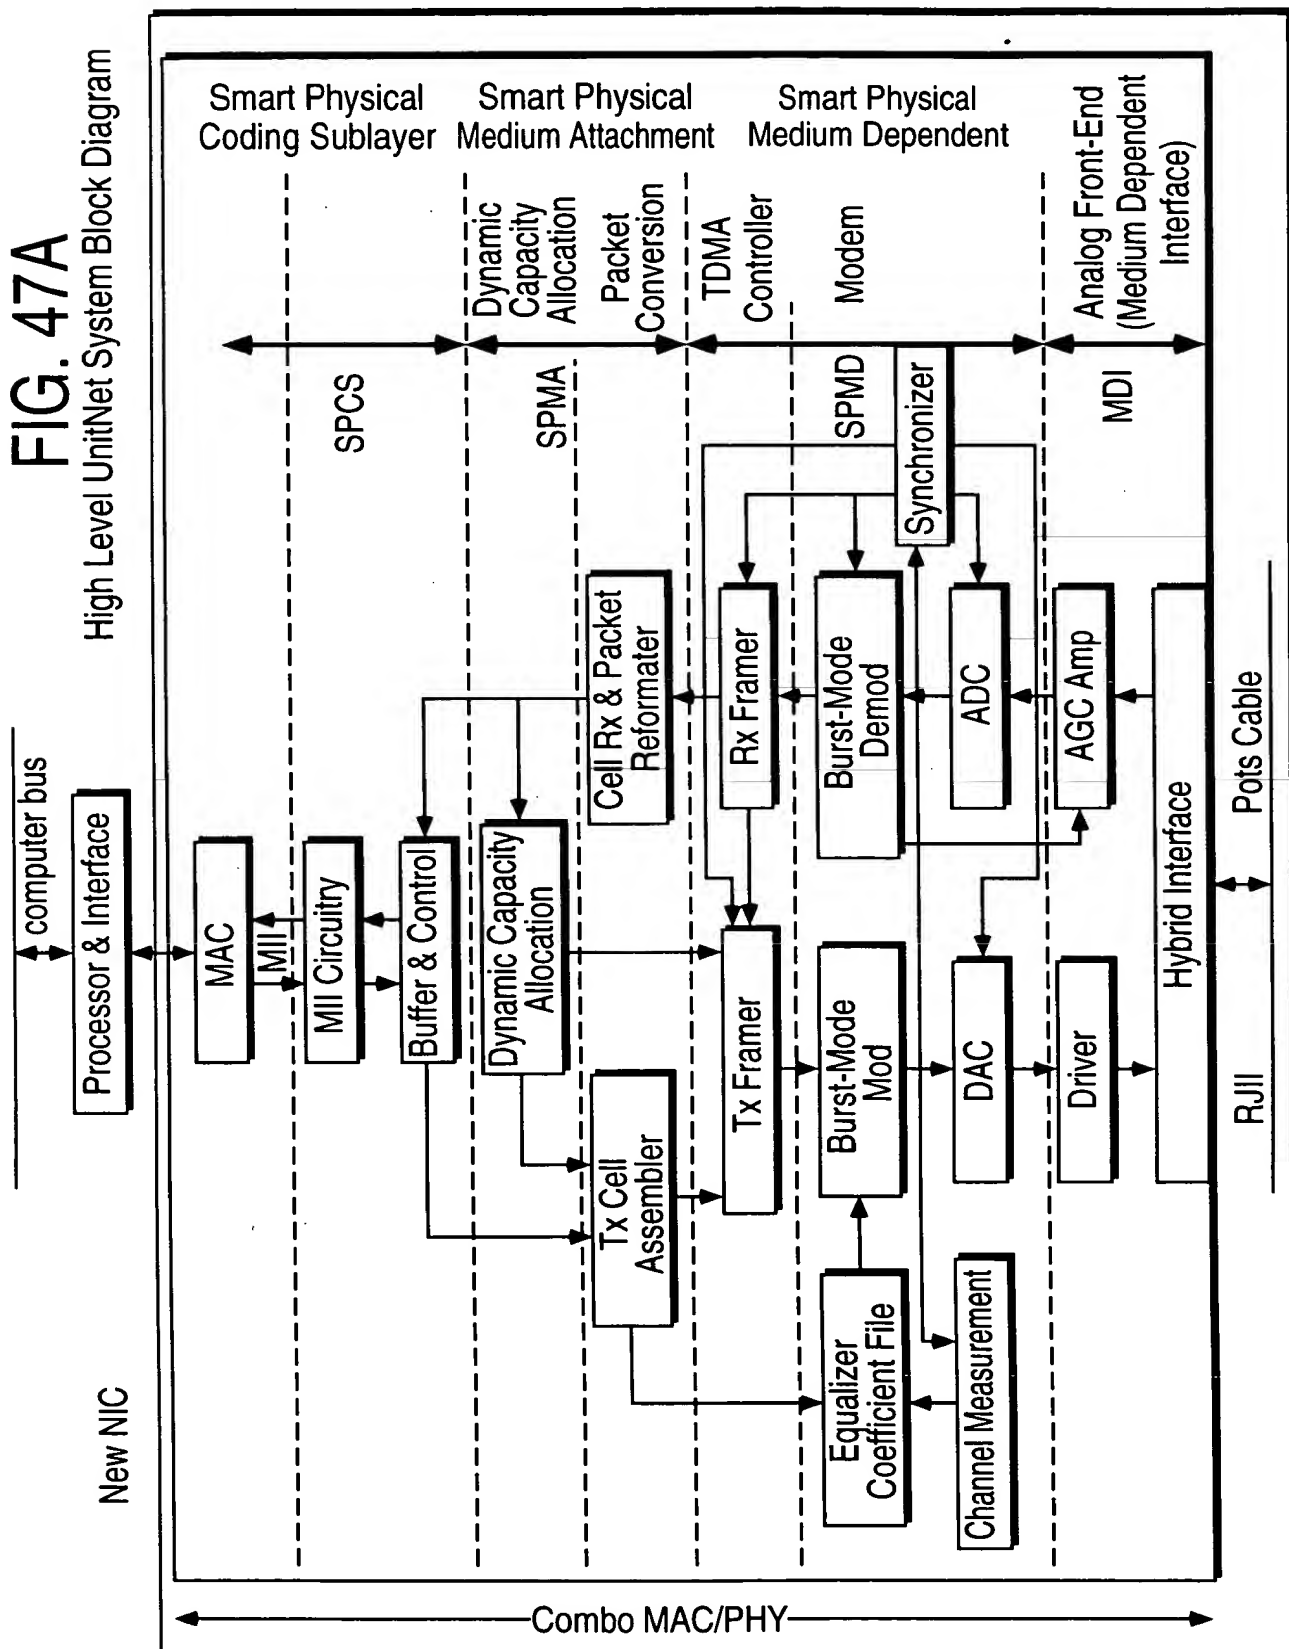 FIG. 47A
High Level UnitNet System Block Diagram
New NIC
computer bus
Processor & Interface
Smart Physical
Coding Sublayer
Smart Physical
Medium Attachment
Smart Physical
Medium Dependent
Dynamic
Capacity
Allocation
Packet
Conversion
TDMA
Controller
Modem
Analog Front-End
(Medium Dependent
Interface)
SPCS
SPMA
SPMD
MDI
MAC
MII
MII Circuitry
Buffer & Control
Dynamic Capacity
Allocation
Cell Rx & Packet
Reformater
Tx Cell
Assembler
Rx Framer
Tx Framer
Synchronizer
Burst-Mode
Demod
Burst-Mode
Mod
Equalizer
Coefficient File
ADC
DAC
Channel Measurement
AGC Amp
Driver
Hybrid Interface
RJII
Pots Cable
Combo MAC/PHY